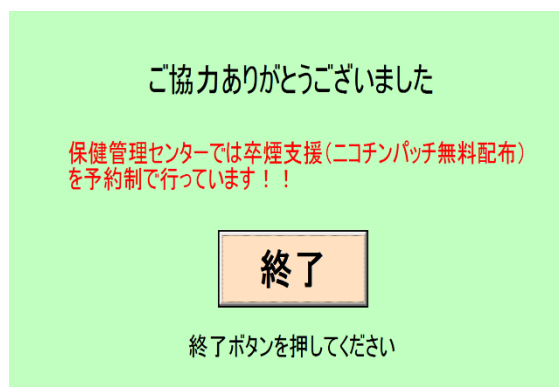 ご協力ありがとうございました
保健管理センターでは卒煙支援（ニコチンパッチ無料配布）
を予約制で行っています！！
終了
終了ボタンを押してください